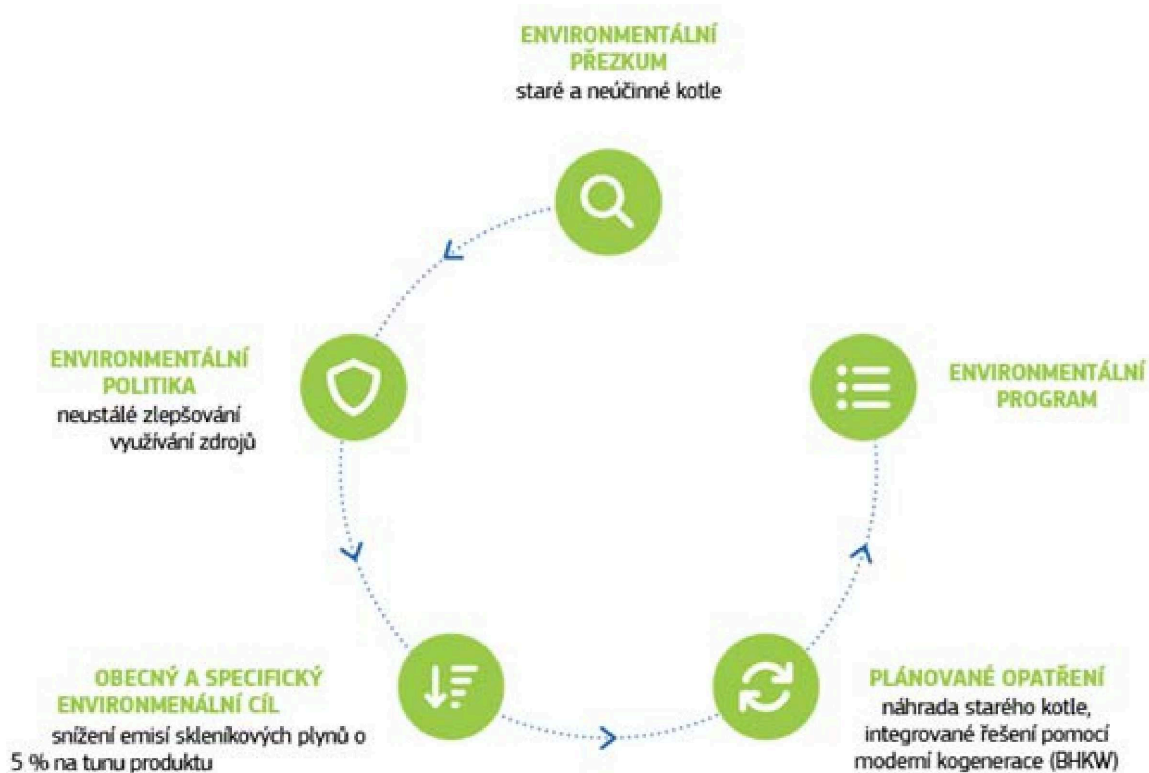 ENVIRONMENTÁLNÍ
PŘEZKUM
staré a neúčinné kotle
ENVIRONMENTÁLNÍ
POLITIKA
neustálé zlepšování
využívání zdrojů
ENVIRONMENTÁLNÍ
PROGRAM
OBECNÝ A SPECIFICKÝ
ENVIRONMENÁLNÍ CÍL
snížení emisí skleníkových plynů o
5 % na tunu produktu
PLÁNOVANÉ OPATŘENÍ
náhrada starého kotle,
integrované řešení pomocí
moderní kogenerace (BHKW)